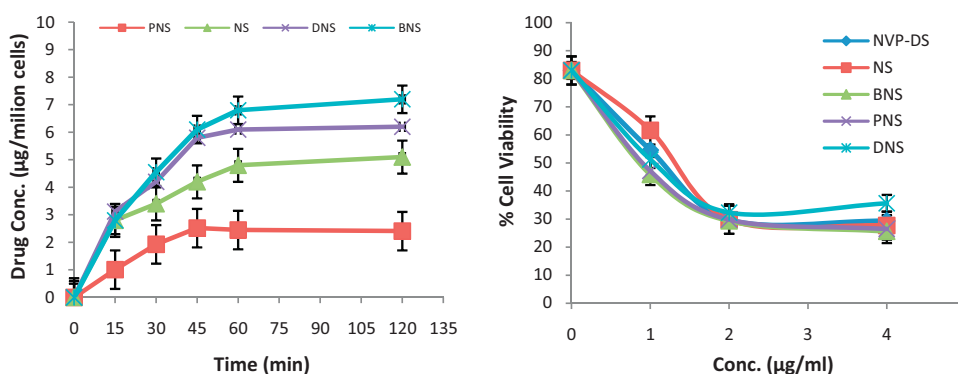 PNS NS DNS BNS
Drug Conc. (µg/milion cells)
10
9
8
7
6
5
4
3
2
1
0
0 15 30 45 60 75 90 105 120 135
Time (min)
NVP-DS
NS
BNS
PNS
DNS
% Cell Viability
100
90
80
70
60
50
40
30
20
10
0
0 1 2 3 4
Conc. (µg/ml)